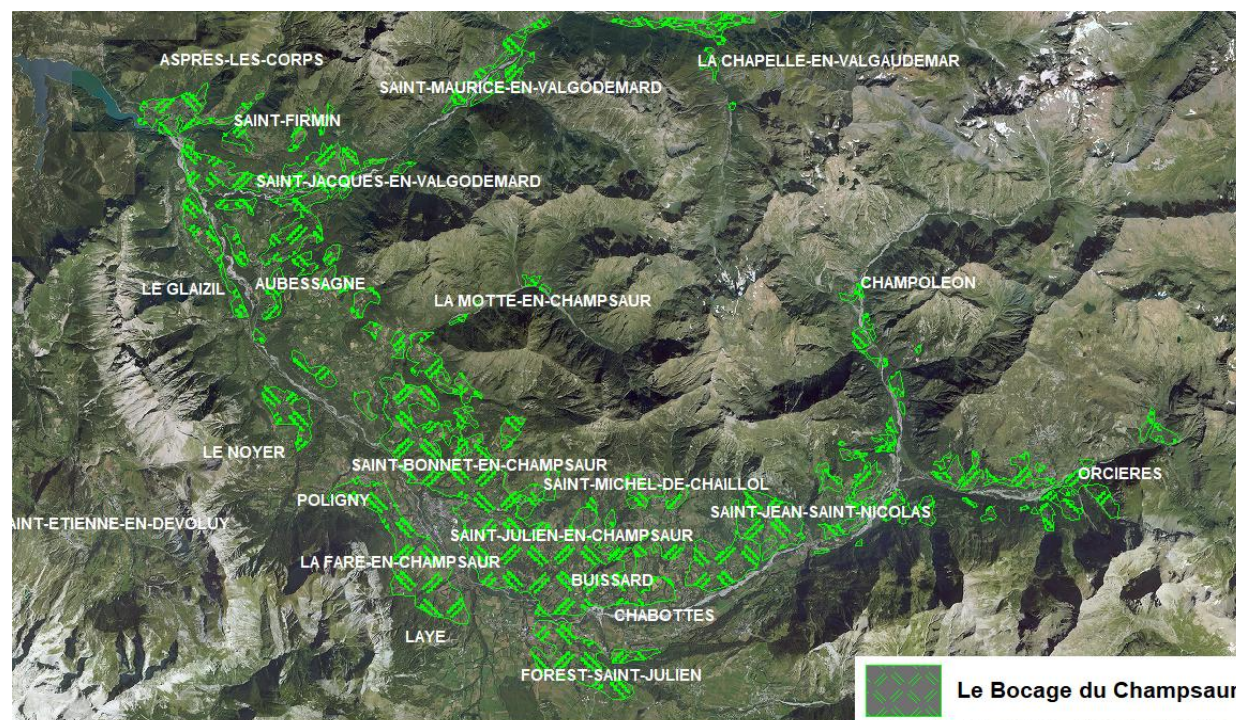 ASPRES-LES-CORPS
LA CHAPELLE-EN-VALGAUDEMAR
SAINT-MAURICE-EN-VALGODEMARD
SAINT-FIRMIN
SAINT-JACQUES-EN-VALGODEMARD
LE GLAIZIL
AUBESSAGNE
LA MOTTE-EN-CHAMPSAUR
CHAMPOLEON
LE NOYER
SAINT-BONNET-EN-CHAMPSAUR
ORCIERES
SAINT-MICHEL-DE-CHAILLOL
POLIGNY
SAINT-JEAN-SAINT-NICOLAS
AINT-ETIENNE-EN-DEVOLUY
SAINT-JULIEN-EN-CHAMPSAUR
LA FARE-EN-CHAMPSAUR
BUISSARD
CHABOTTES
LAYE
FOREST-SAINT-JULIEN
Le Bocage du Champsaur